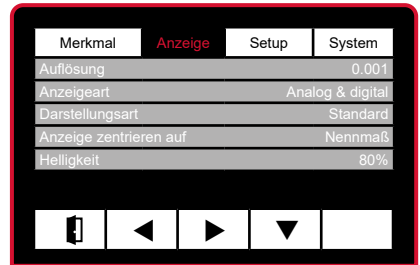 Merkmal Anzeige Setup System
Auflösung 0.001
Anzeigeart Analog & digital
Darstellungsart Standard
Anzeige zentrieren auf Nennmaß
Helligkeit 80%